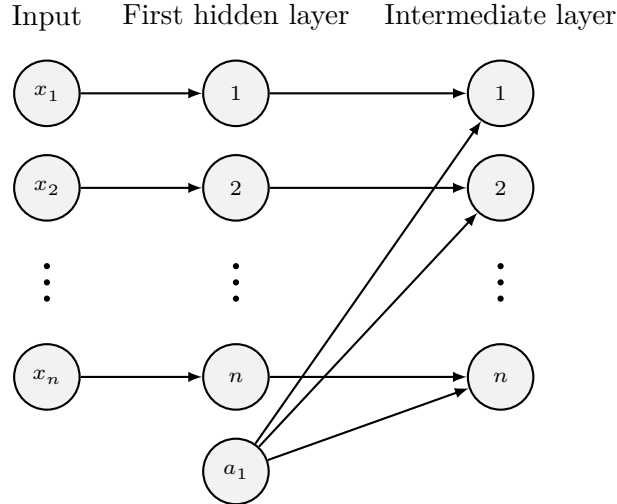 Input First hidden layer Intermediate layer
x₁ 1 1
x₂ 2 2
⋮ ⋮ ⋮
xₙ n n
a₁